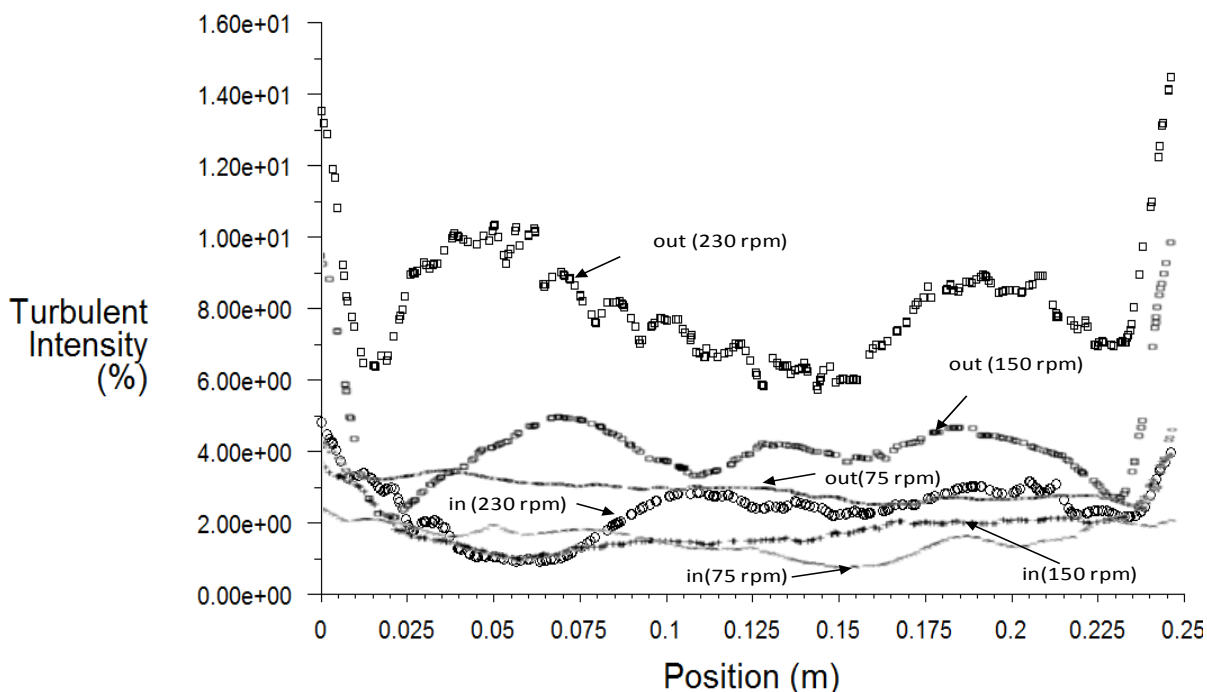 1.60e+01
1.40e+01
1.20e+01
1.00e+01
8.00e+00
6.00e+00
4.00e+00
2.00e+00
0.00e+00
Turbulent
Intensity
(%)
out (230 rpm)
out (150 rpm)
out(75 rpm)
in(230 rpm)
in(75 rpm)
in(150 rpm)
0 0.025 0.05 0.075 0.1 0.125 0.15 0.175 0.2 0.225 0.25
Position (m)